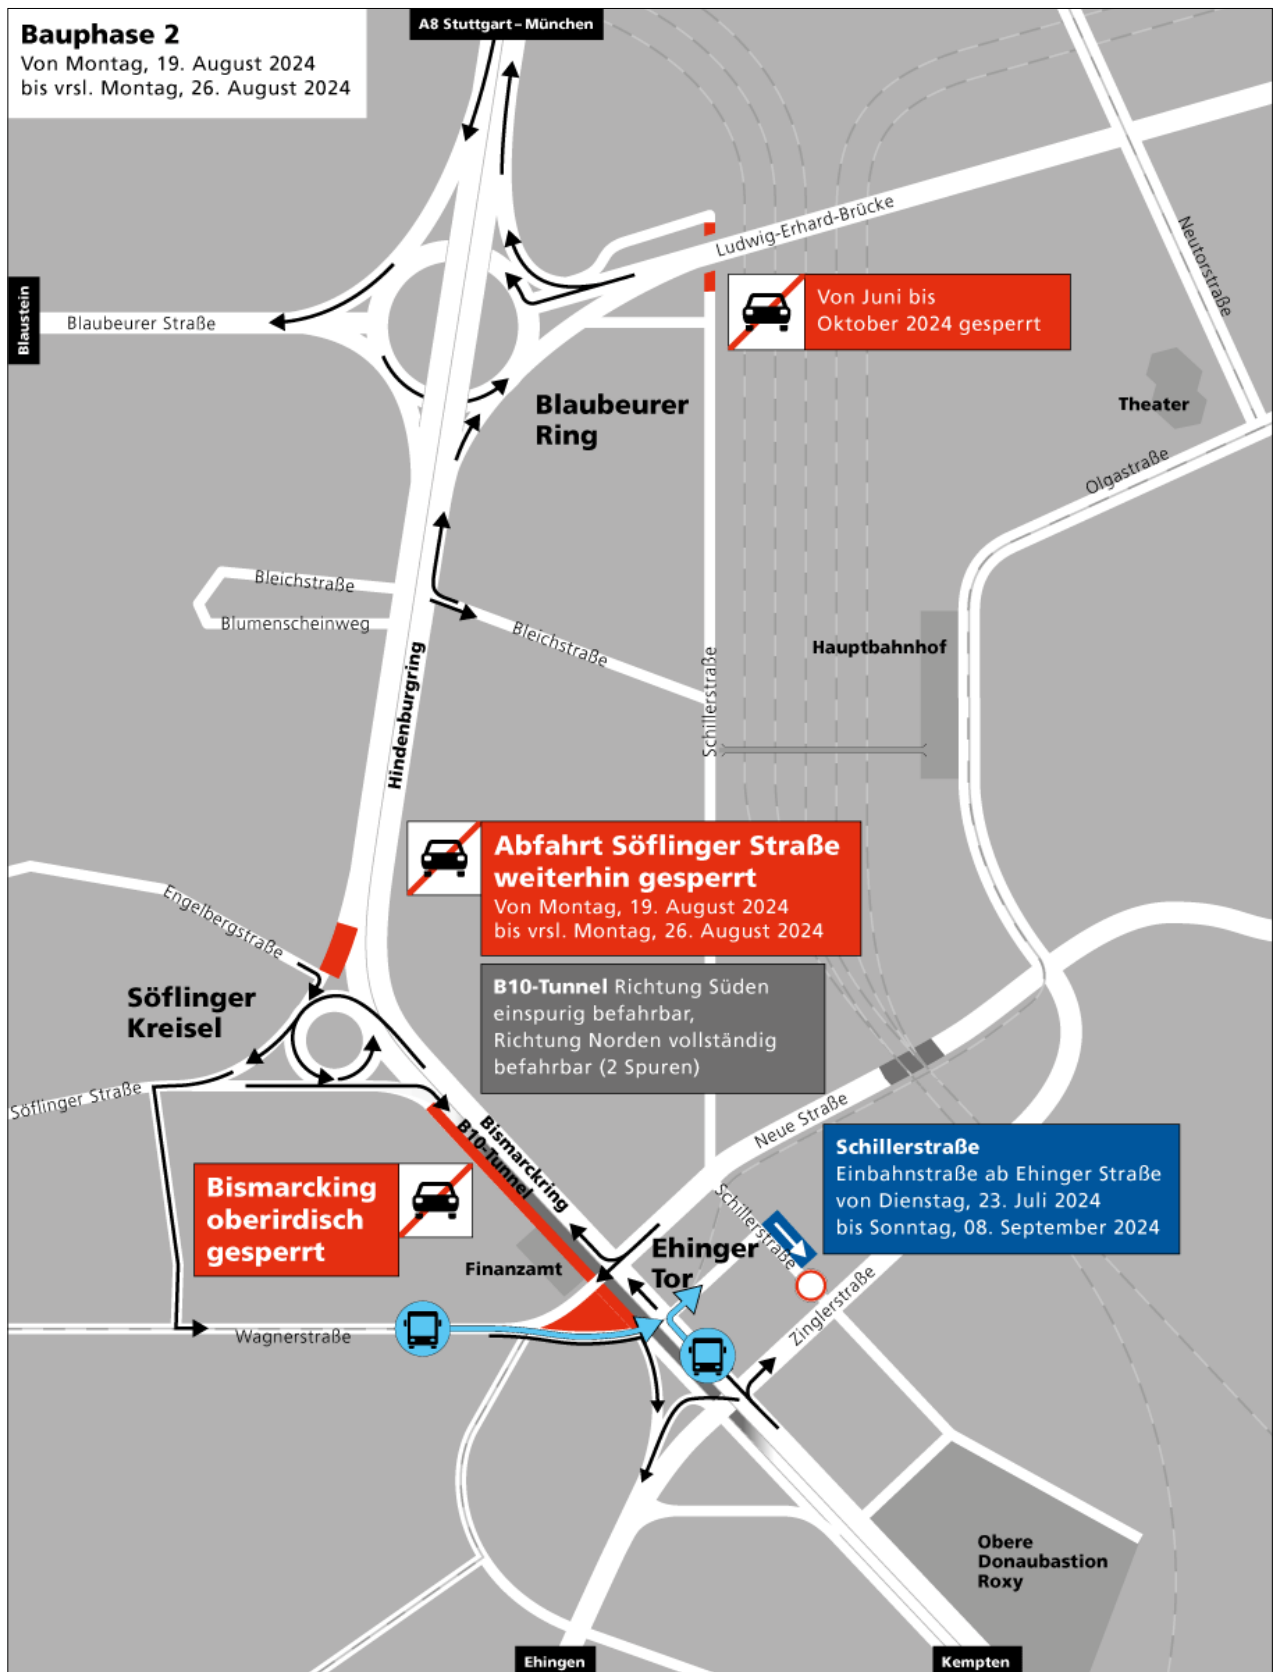 Bauphase 2
Von Montag, 19. August 2024
bis vrsl. Montag, 26. August 2024
A8 Stuttgart – München
Ludwig-Erhard-Brücke
Neutorstraße
Blaustein
Blaubeurer Straße
Von Juni bis
Oktober 2024 gesperrt
Blaubeurer
Ring
Theater
Olgastraße
Bleichstraße
Blumenscheinweg
Bleichstraße
Hindenburgring
Schillerstraße
Hauptbahnhof
Abfahrt Söflinger Straße
weiterhin gesperrt
Von Montag, 19. August 2024
bis vrsl. Montag, 26. August 2024
Engelbergstraße
Söflinger
Kreisel
B10-Tunnel Richtung Süden
einspurig befahrbar,
Richtung Norden vollständig
befahrbar (2 Spuren)
Söflinger Straße
Bismarckring
B10-Tunnel
Neue Straße
Schillerstraße
Einbahnstraße ab Ehinger Straße
von Dienstag, 23. Juli 2024
bis Sonntag, 08. September 2024
Bismarcking
oberirdisch
gesperrt
Schillerstraße
Finanzamt
Ehinger
Tor
Zinglerstraße
Wagnerstraße
Obere
Donaubastion
Roxy
Ehingen
Kempten